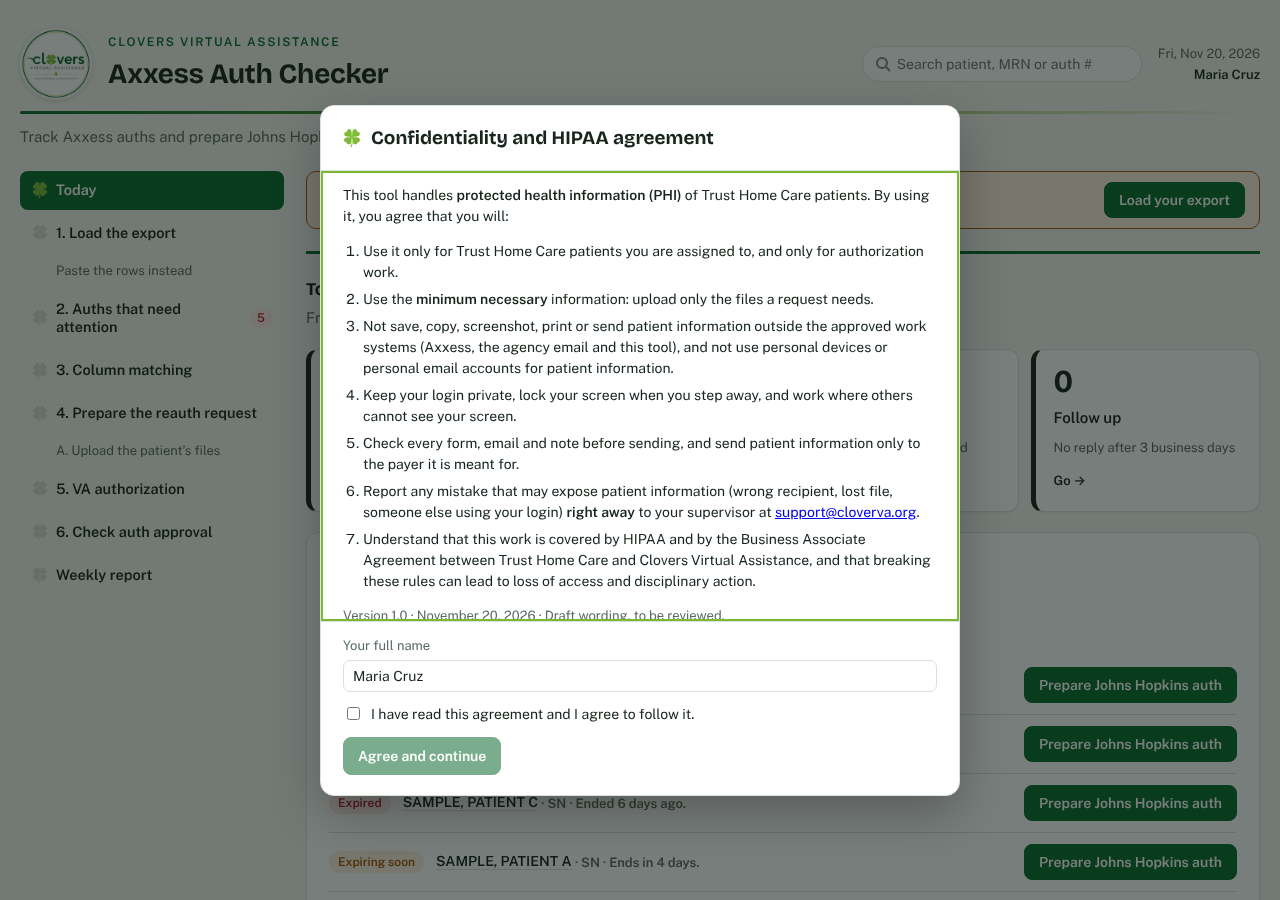 clovers
CLOVERS VIRTUAL ASSISTANCE
Axxess Auth Checker
Search patient, MRN or auth #
Fri, Nov 20, 2026
Maria Cruz
Track Axxess auths and prepare Johns Hop
Today
1. Load the export
Paste the rows instead
2. Auths that need
attention
5
3. Column matching
4. Prepare the reauth request
A. Upload the patient's files
5. VA authorization
6. Check auth approval
Weekly report
Load your export
Confidentiality and HIPAA agreement
This tool handles protected health information (PHI) of Trust Home Care patients. By using
it, you agree that you will:
1. Use it only for Trust Home Care patients you are assigned to, and only for authorization
work.
2. Use the minimum necessary information: upload only the files a request needs.
3. Not save, copy, screenshot, print or send patient information outside the approved work
systems (Axxess, the agency email and this tool), and not use personal devices or
personal email accounts for patient information.
4. Keep your login private, lock your screen when you step away, and work where others
cannot see your screen.
5. Check every form, email and note before sending, and send patient information only to
the payer it is meant for.
6. Report any mistake that may expose patient information (wrong recipient, lost file,
someone else using your login) right away to your supervisor at support@cloverva.org.
7. Understand that this work is covered by HIPAA and by the Business Associate
Agreement between Trust Home Care and Clovers Virtual Assistance, and that breaking
these rules can lead to loss of access and disciplinary action.
Version 1.0 · November 20, 2026 · Draft wording, to be reviewed.
Your full name
Maria Cruz
I have read this agreement and I agree to follow it.
Agree and continue
0
Follow up
No reply after 3 business days
Go →
Prepare Johns Hopkins auth
Prepare Johns Hopkins auth
Expired SAMPLE, PATIENT C · SN · Ended 6 days ago.
Prepare Johns Hopkins auth
Expiring soon SAMPLE, PATIENT A · SN · Ends in 4 days.
Prepare Johns Hopkins auth